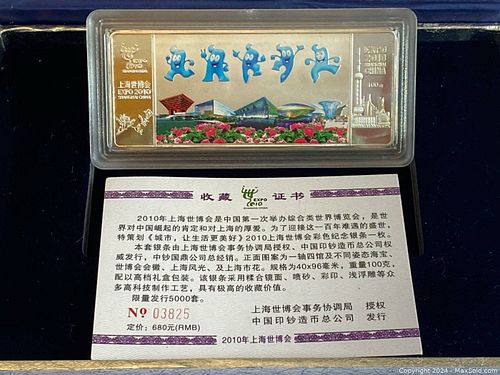 EXPO
2010
SHANGHAI
CHINA
上海世博会
EXPO 2010
SHANGHAI CHINA
100g
收藏 EXPO 2010 证书
2010年上海世博会是中国第一次举办综合类世界博览会，是世
界对中国崛起的肯定和对上海的厚爱。为了迎接这一百年难遇的盛世，
特策划《城市，让生活更美好》2010上海世博会彩色纪念银条一枚。
本套银条由上海世博会事务协调局授权、中国印钞造币总公司权
威发行，中钞国鼎公司总经销。正面图案为一轴四馆及不同姿态海宝、
世博会会徽、上海风光、及上海市花。规格为40x96毫米，重量100克，
配以高档礼盒包装。该银条采用糅合镜面、喷砂、彩印、浅浮雕等众
多高科技制作工艺，具有极高的收藏价值。
限量发行5000套。
Nº 03825
定价：680元(RMB)
上海世博会事务协调局 授权
中国印钞造币总公司 发行
2010年上海世博会
Copyright 2024 - MaxSold.com